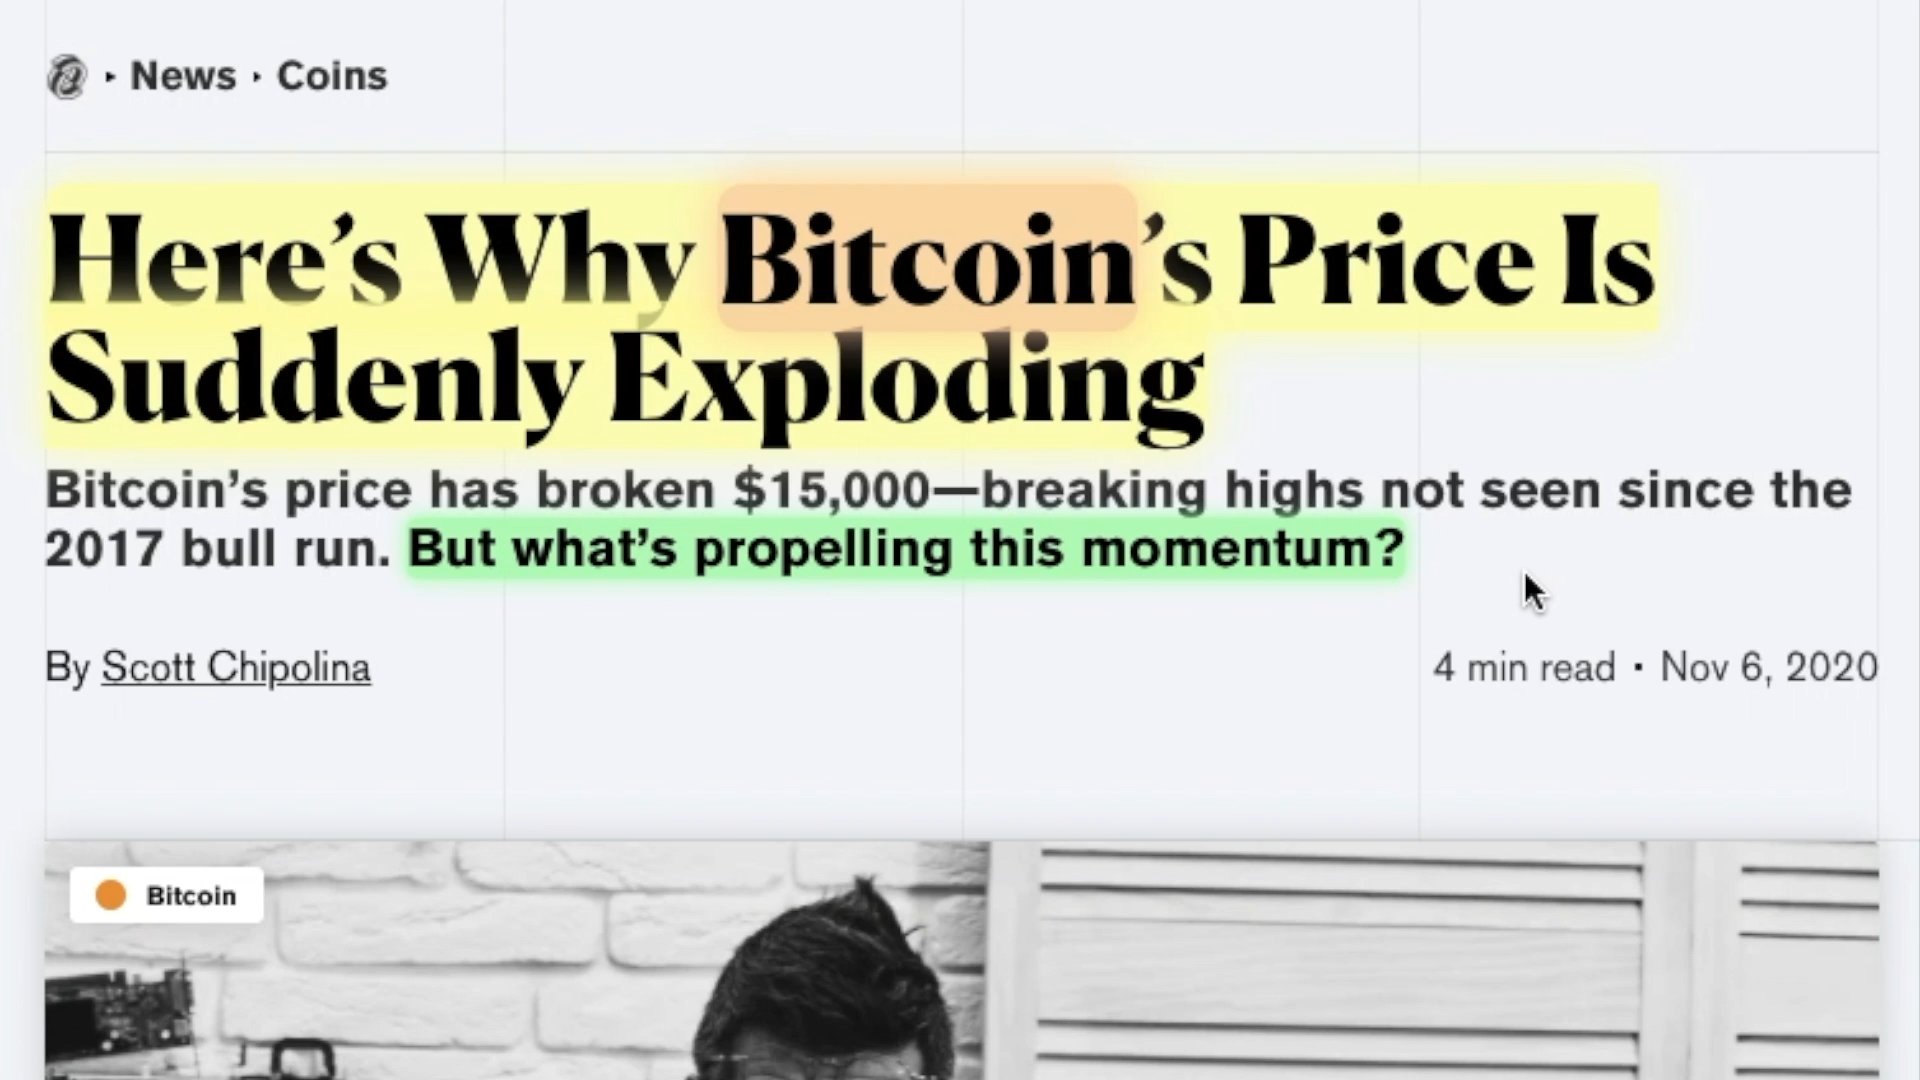 News ‣ Coins
Here’s Why Bitcoin’s Price Is
Suddenly Exploding
Bitcoin’s price has broken $15,000—breaking highs not seen since the
2017 bull run. But what’s propelling this momentum?
By Scott Chipolina
4 min read • Nov 6, 2020
Bitcoin